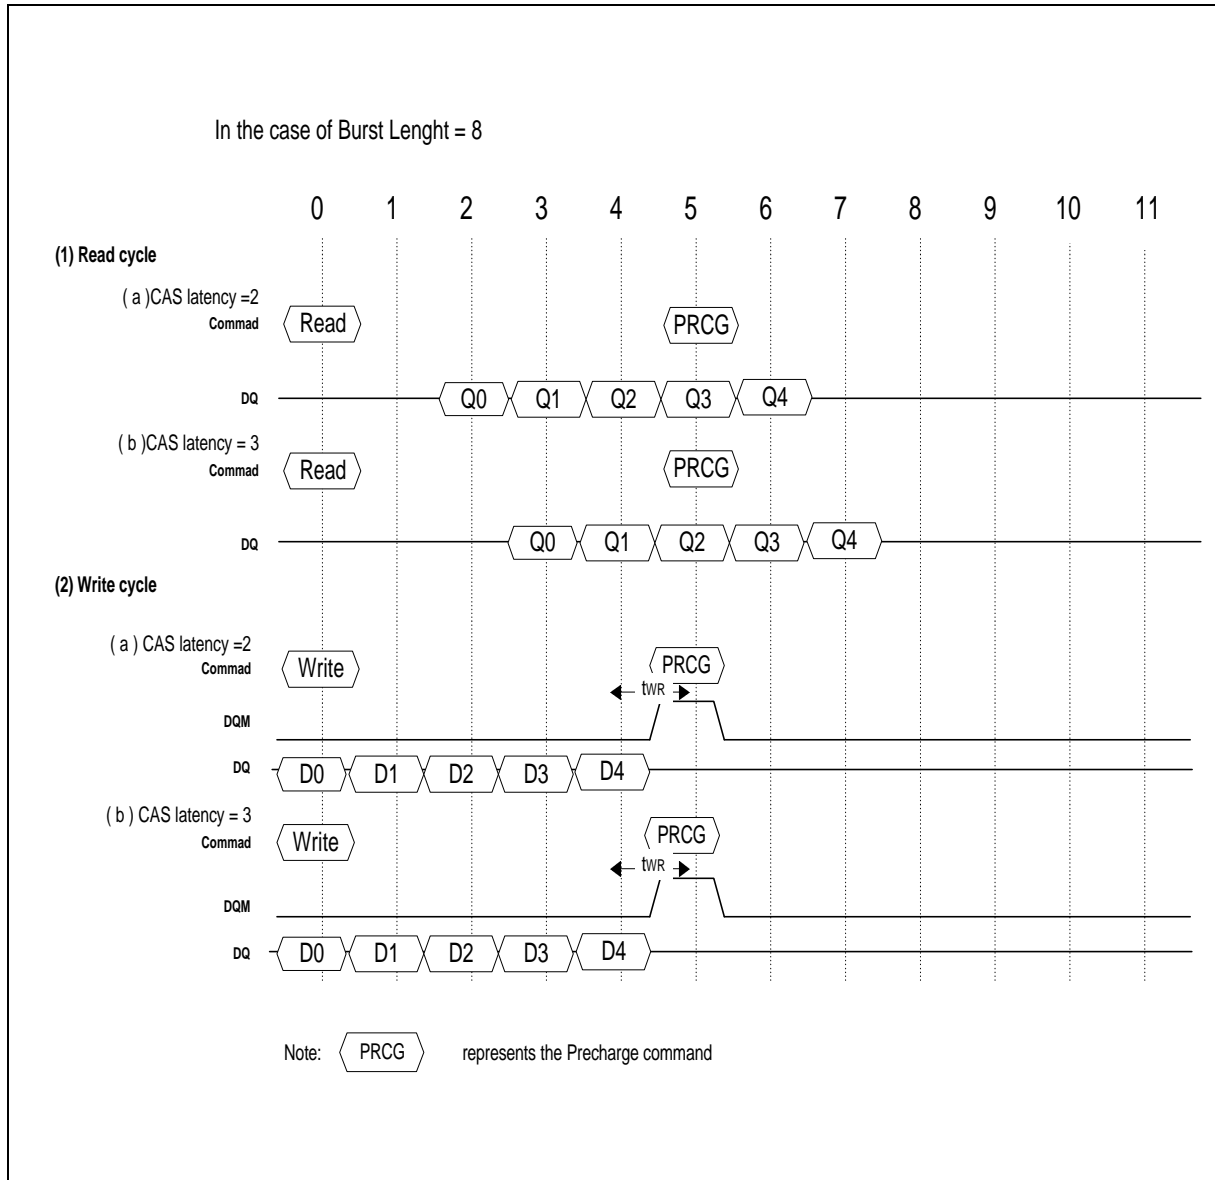 In the case of Burst Lenght = 8
0 1 2 3 4 5 6 7 8 9 10 11
(1) Read cycle
( a )CAS latency =2
Commad Read PRCG
DQ Q0 Q1 Q2 Q3 Q4
( b )CAS latency = 3
Commad Read PRCG
DQ Q0 Q1 Q2 Q3 Q4
(2) Write cycle
( a ) CAS latency =2
Commad Write PRCG
tWR
DQM
DQ D0 D1 D2 D3 D4
( b ) CAS latency = 3
Commad Write PRCG
tWR
DQM
DQ D0 D1 D2 D3 D4
Note: PRCG represents the Precharge command